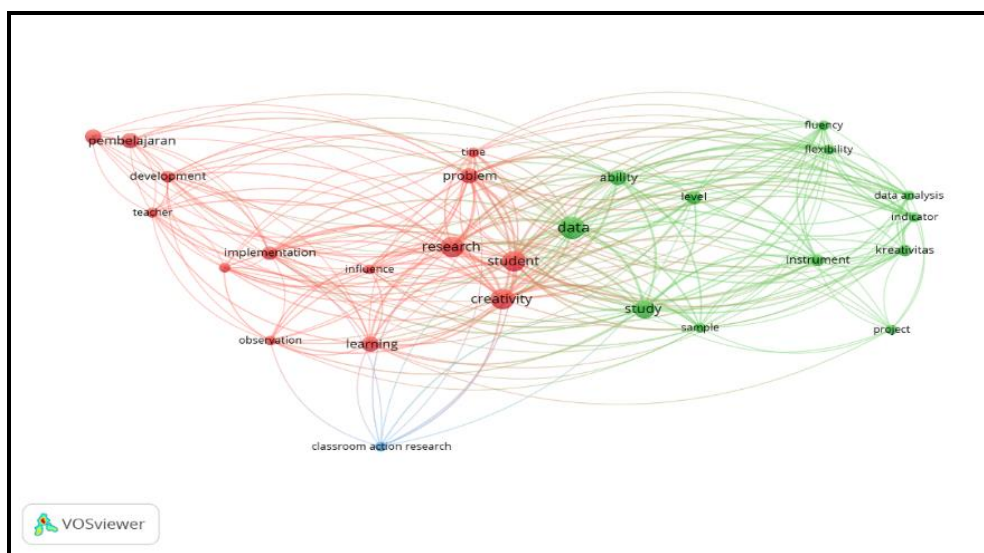 fluency
pembelajaran
flexibility
time
development
problem
ability
level
data analysis
teacher
indicator
data
research
kreativitas
implementation
student
instrument
influence
creativity
study
sample
project
observation
learning
classroom action research
VOSviewer